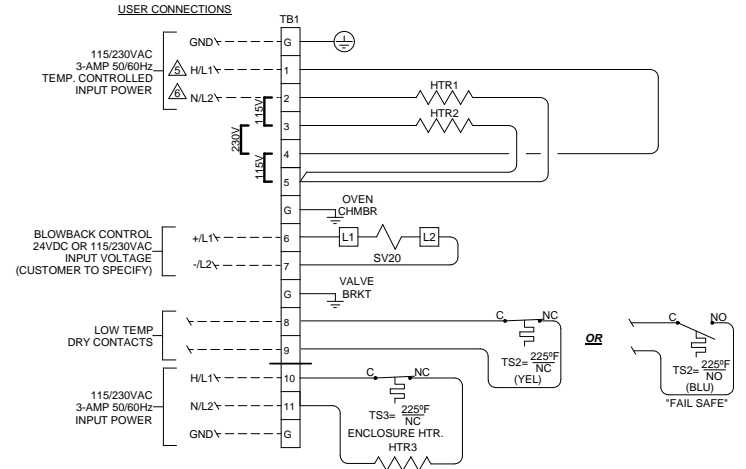 USER CONNECTIONS
TB1
GND
G
115/230VAC
3-AMP 50/60Hz
TEMP. CONTROLLED
INPUT POWER
5
H/L1
1
6
N/L2
2
HTR1
115V
3
HTR2
230V
4
115V
5
G
OVEN
CHMBR
BLOWBACK CONTROL
24VDC OR 115/230VAC
INPUT VOLTAGE
(CUSTOMER TO SPECIFY)
+/L1
6
L1
L2
SV20
-/L2
7
G
VALVE
BRKT
LOW TEMP
DRY CONTACTS
8
C
NC
9
TS2= 225ºF
NC
(YEL)
OR
C
NO
TS2= 225ºF
NO
(BLU)
"FAIL SAFE"
115/230VAC
3-AMP 50/60Hz
INPUT POWER
H/L1
10
C
NC
N/L2
11
TS3= 225ºF
NC
ENCLOSURE HTR.
GND
G
HTR3